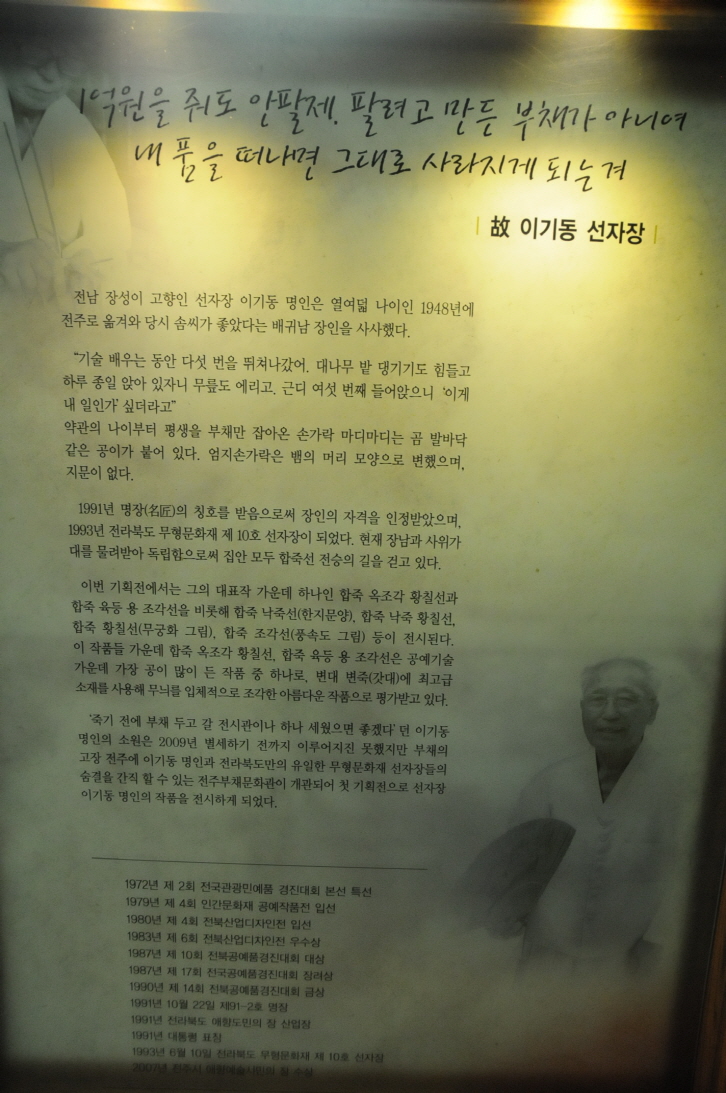 1억원을 줘도 안팔제. 팔려고 만든 부채가 아니여
내 품을 떠나면 그대로 사라지게 되는겨
故 이기동 선자장
전남 장성이 고향인 선자장 이기동 명인은 열여덟 나이인 1948년에
전주로 옮겨와 당시 솜씨가 좋았다는 배귀남 장인을 사사했다.
“기술 배우는 동안 다섯 번을 뛰쳐나갔어. 대나무 밭 댕기기도 힘들고
하루 종일 앉아 있자니 무릎도 에리고. 근디 여섯 번째 들어앉으니 ‘이게
내 일인가’ 싶더라고”
약관의 나이부터 평생을 부채만 잡아온 손가락 마디마디는 곰 발바닥
같은 공이가 붙어 있다. 엄지손가락은 뱀의 머리 모양으로 변했으며,
지문이 없다.
1991년 명장(名匠)의 칭호를 받음으로써 장인의 자격을 인정받았으며,
1993년 전라북도 무형문화재 제 10호 선자장이 되었다. 현재 장남과 사위가
대를 물려받아 독립함으로써 집안 모두 합죽선 전승의 길을 걷고 있다.
이번 기획전에서는 그의 대표작 가운데 하나인 합죽 옥조각 황칠선과
합죽 육등 용 조각선을 비롯해 합죽 낙죽선(한지문양), 합죽 낙죽 황칠선,
합죽 황칠선(무궁화 그림), 합죽 조각선(풍속도 그림) 등이 전시된다.
이 작품들 가운데 합죽 옥조각 황칠선, 합죽 육등 용 조각선은 공예기술
가운데 가장 공이 많이 든 작품 중 하나로, 변대 변죽(갓대)에 최고급
소재를 사용해 무늬를 입체적으로 조각한 아름다운 작품으로 평가받고 있다.
‘죽기 전에 부채 두고 갈 전시관이나 하나 세웠으면 좋겠다’ 던 이기동
명인의 소원은 2009년 별세하기 전까지 이루어지진 못했지만 부채의
고장 전주에 이기동 명인과 전라북도만의 유일한 무형문화재 선자장들의
숨결을 간직 할 수 있는 전주부채문화관이 개관되어 첫 기획전으로 선자장
이기동 명인의 작품을 전시하게 되었다.
1972년 제 2회 전국관광민예품 경진대회 본선 특선
1979년 제 4회 인간문화재 공예작품전 입선
1980년 제 4회 전북산업디자인전 입선
1983년 제 6회 전북산업디자인전 우수상
1987년 제 10회 전북공예품경진대회 대상
1987년 제 17회 전국공예품경진대회 장려상
1990년 제 14회 전북공예품경진대회 금상
1991년 10월 22일 제91-2호 명장
1991년 전라북도 애향도민의 장 산업장
1991년 대통령 표창
1993년 6월 10일 전라북도 무형문화재 제 10호 선자장
2007년 전주시